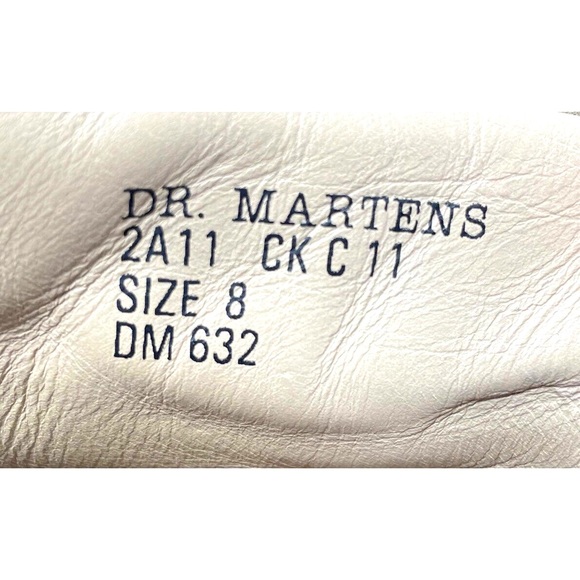 DR. MARTENS
2A11 CK C 11
SIZE 8
DM 632